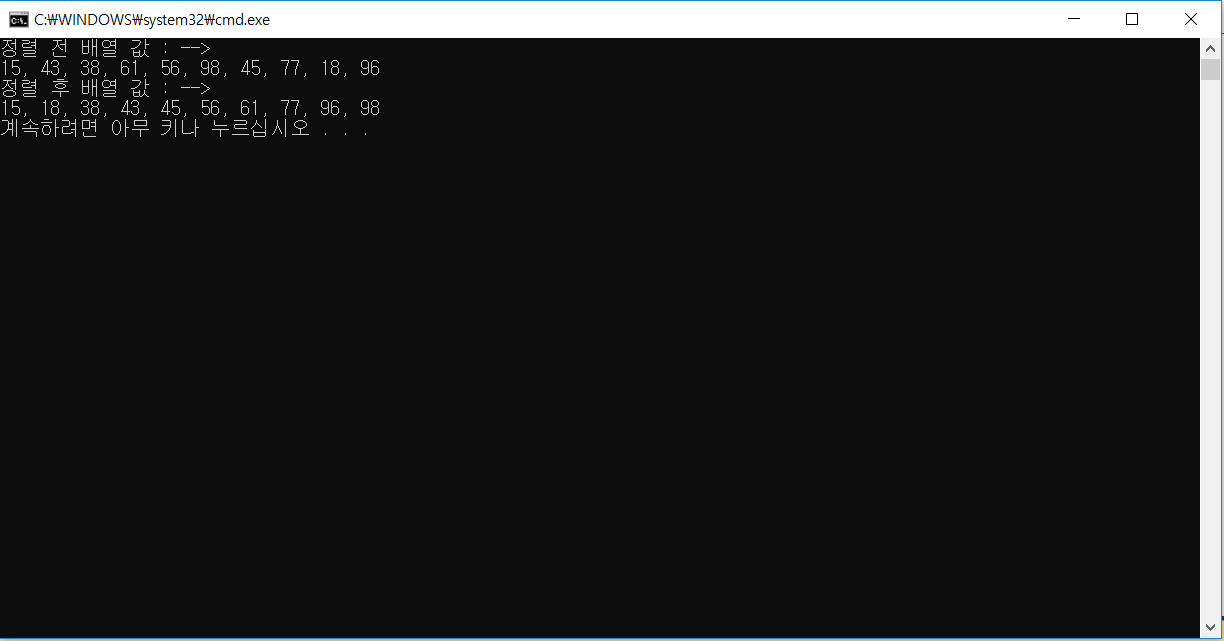 C:₩WINDOWS₩system32₩cmd.exe
정렬 전 배열 값 : -->
15, 43, 38, 61, 56, 98, 45, 77, 18, 96
정렬 후 배열 값 : -->
15, 18, 38, 43, 45, 56, 61, 77, 96, 98
계속하려면 아무 키나 누르십시오 . . .